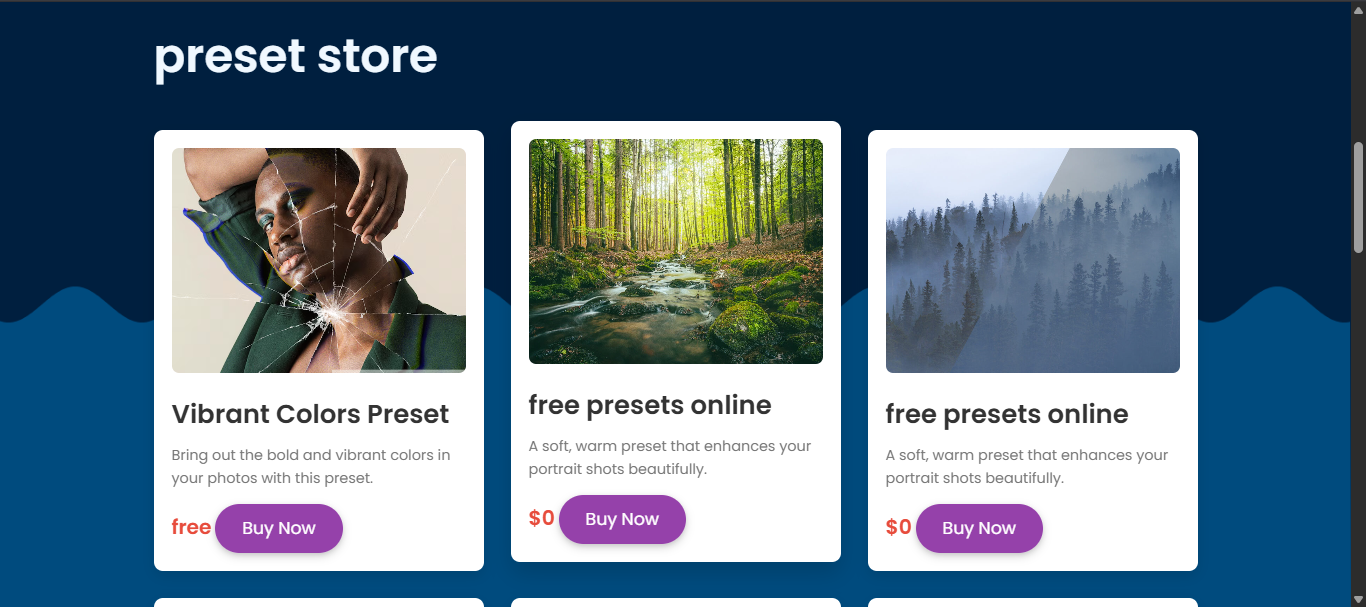 preset store
Vibrant Colors Preset
Bring out the bold and vibrant colors in
your photos with this preset.
free Buy Now
free presets online
A soft, warm preset that enhances your
portrait shots beautifully.
$0 Buy Now
free presets online
A soft, warm preset that enhances your
portrait shots beautifully.
$0 Buy Now